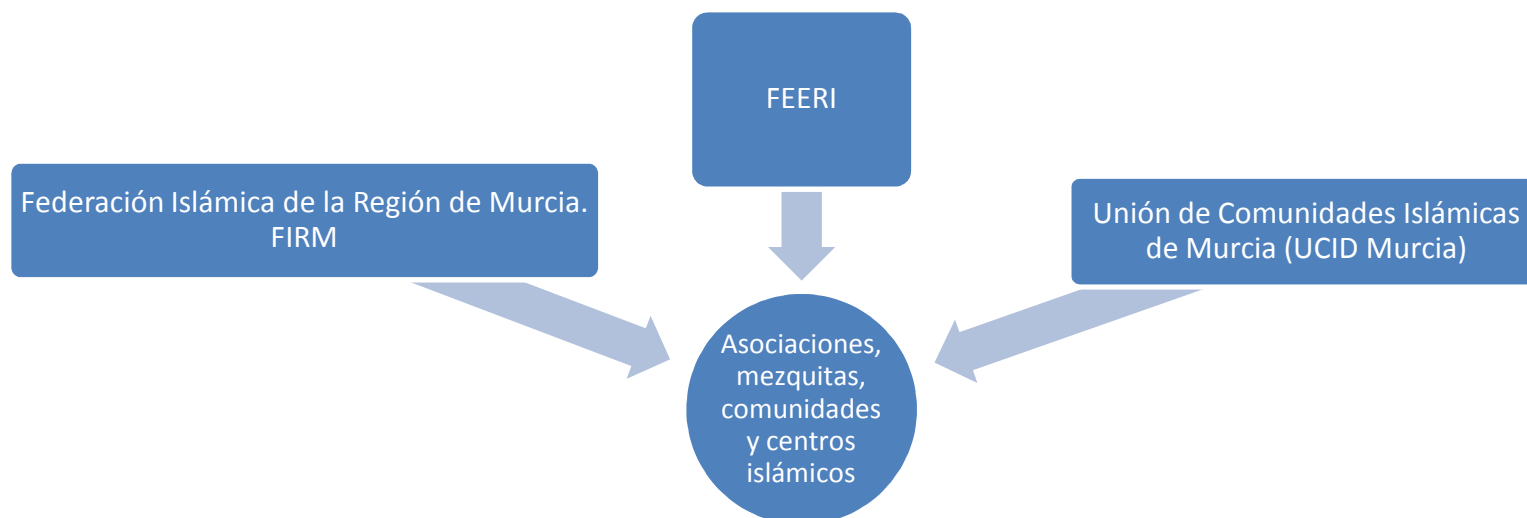 FEERI
Federación Islámica de la Región de Murcia.
FIRM
Unión de Comunidades Islámicas
de Murcia (UCID Murcia)
Asociaciones,
mezquitas,
comunidades
y centros
islámicos